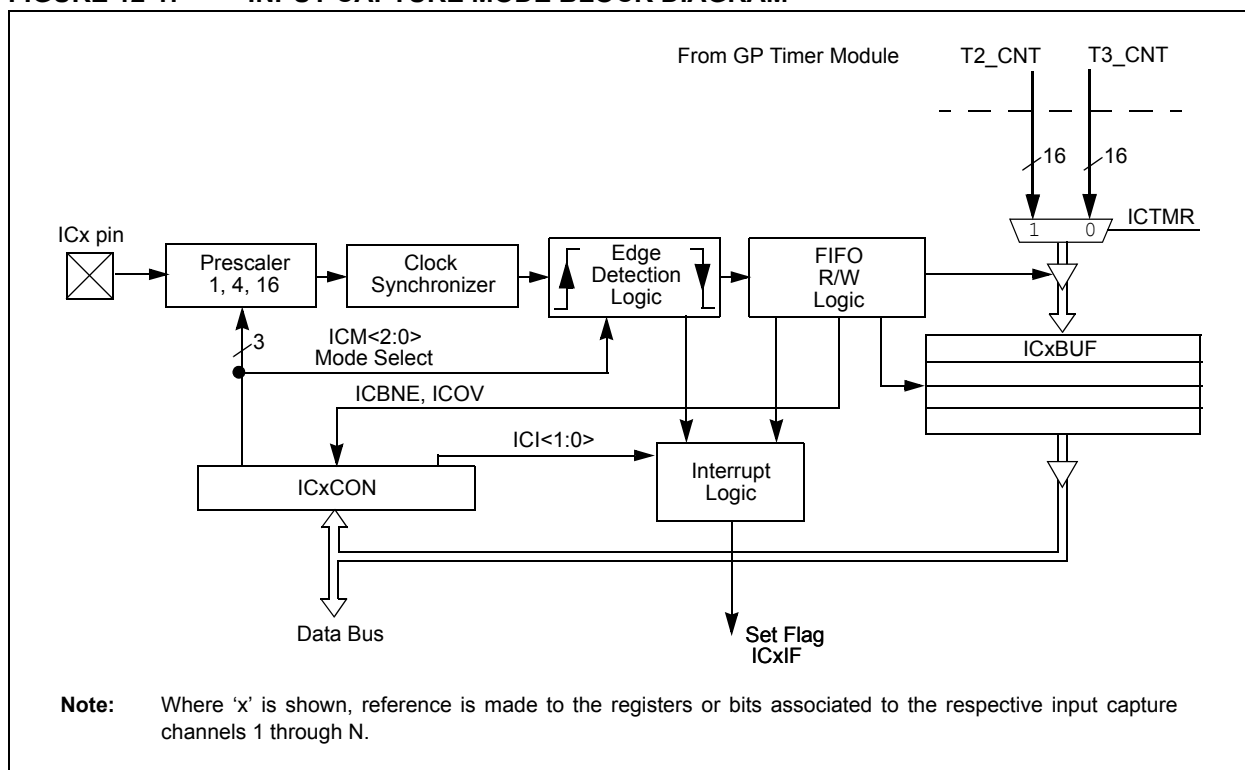 From GP Timer Module T2_CNT T3_CNT
16 16
ICTMR
1 0
ICx pin
Prescaler
1, 4, 16
Clock
Synchronizer
Edge
Detection
Logic
FIFO
R/W
Logic
3
ICM<2:0>
Mode Select
ICxBUF
ICBNE, ICOV
ICI<1:0>
ICxCON
Interrupt
Logic
Data Bus
Set Flag
ICxIF
Note: Where ‘x’ is shown, reference is made to the registers or bits associated to the respective input capture
channels 1 through N.